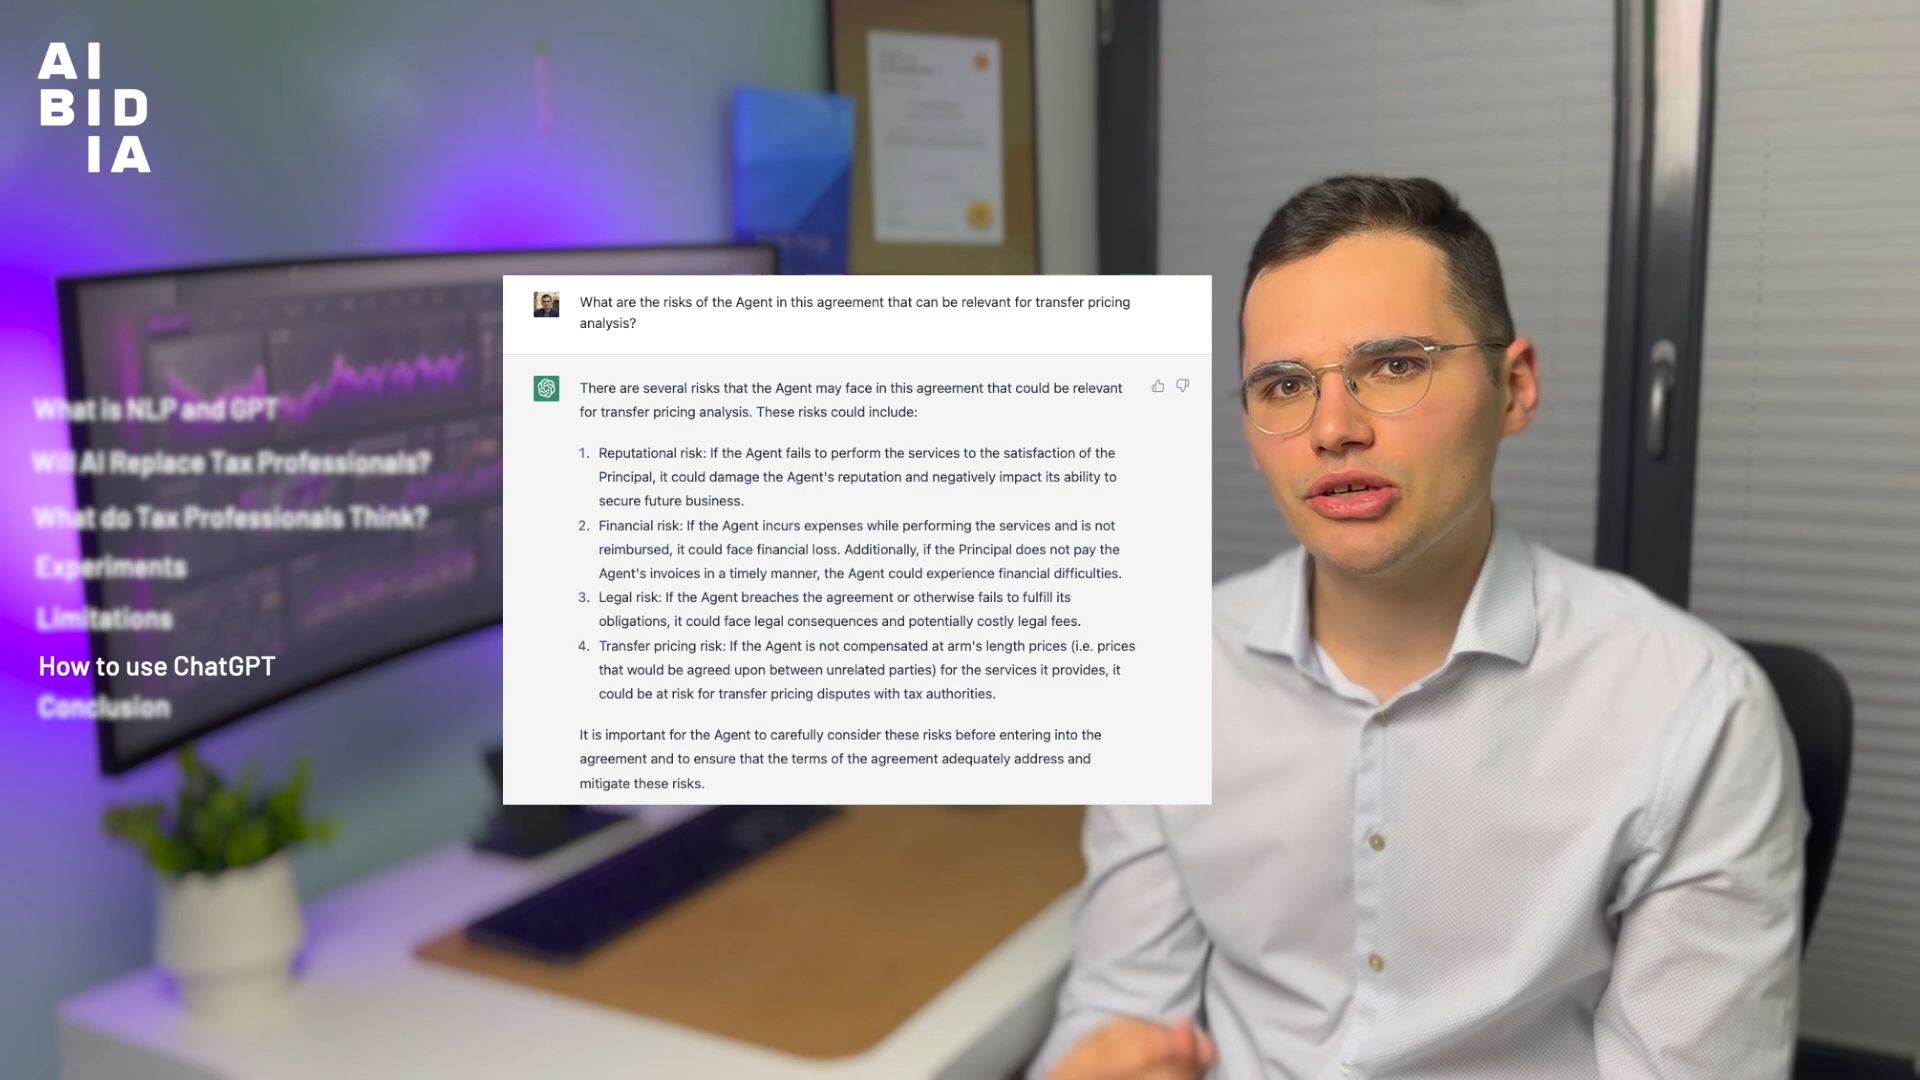 AI
BID
IA
What is NLP and GPT
Will AI Replace Tax Professionals?
What do Tax Professionals Think?
Experiments
Limitations
How to use ChatGPT
Conclusion
What are the risks of the Agent in this agreement that can be relevant for transfer pricing
analysis?
There are several risks that the Agent may face in this agreement that could be relevant
for transfer pricing analysis. These risks could include:
1. Reputational risk: If the Agent fails to perform the services to the satisfaction of the
Principal, it could damage the Agent's reputation and negatively impact its ability to
secure future business.
2. Financial risk: If the Agent incurs expenses while performing the services and is not
reimbursed, it could face financial loss. Additionally, if the Principal does not pay the
Agent's invoices in a timely manner, the Agent could experience financial difficulties.
3. Legal risk: If the Agent breaches the agreement or otherwise fails to fulfill its
obligations, it could face legal consequences and potentially costly legal fees.
4. Transfer pricing risk: If the Agent is not compensated at arm's length prices (i.e. prices
that would be agreed upon between unrelated parties) for the services it provides, it
could be at risk for transfer pricing disputes with tax authorities.
It is important for the Agent to carefully consider these risks before entering into the
agreement and to ensure that the terms of the agreement adequately address and
mitigate these risks.